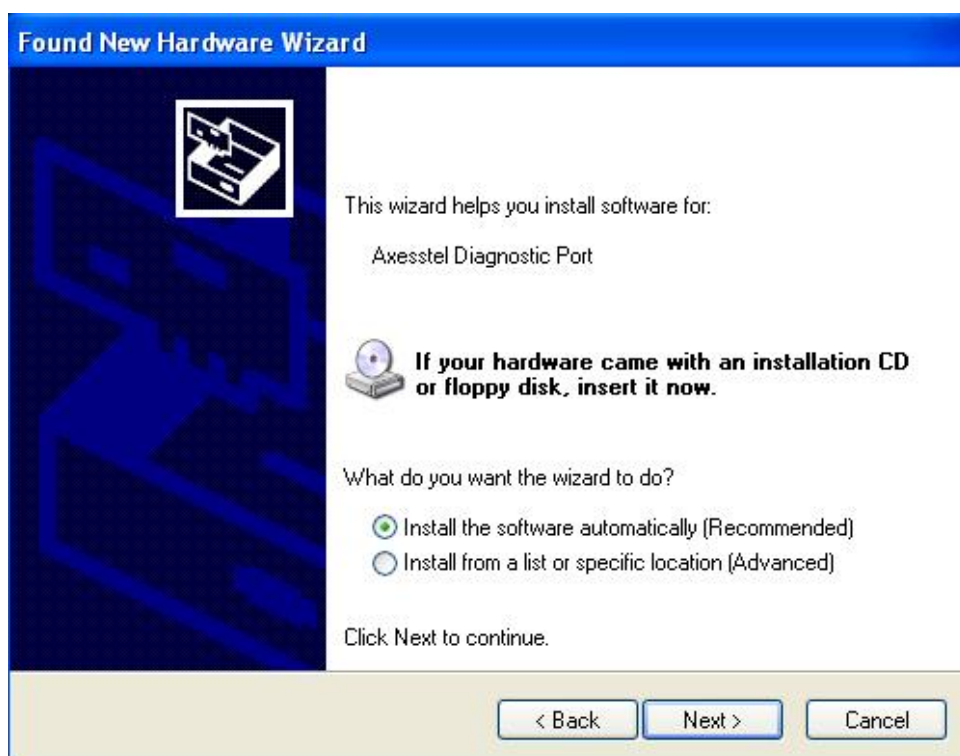 Found New Hardware Wizard
This wizard helps you install software for:
Axesstel Diagnostic Port
If your hardware came with an installation CD
or floppy disk, insert it now.
What do you want the wizard to do?
Install the software automatically (Recommended)
Install from a list or specific location (Advanced)
Click Next to continue.
< Back Next > Cancel